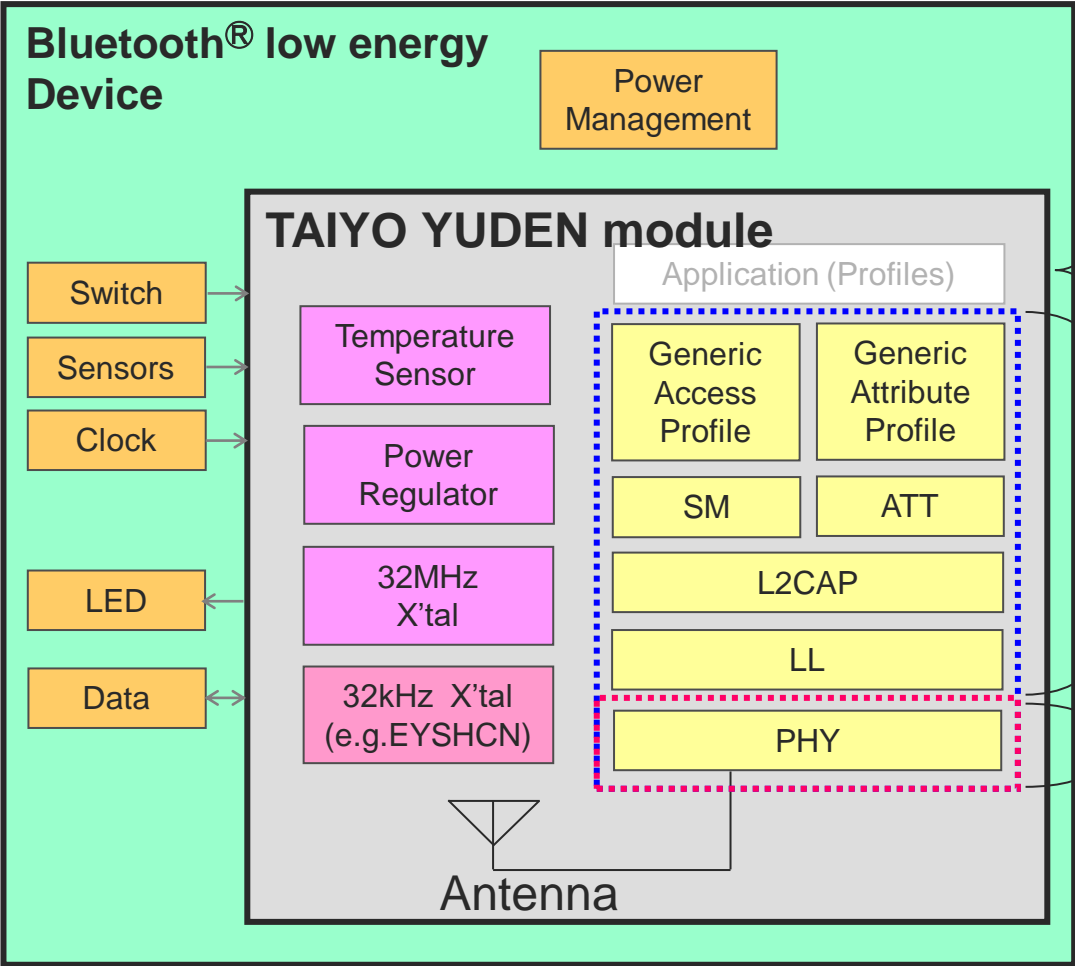 Bluetooth® low energy
Device
Power
Management
TAIYO YUDEN module
Application (Profiles)
Switch
Sensors
Clock
LED
Data
Temperature
Sensor
Power
Regulator
32MHz
X’tal
32kHz X’tal
(e.g.EYSHCN)
Generic
Access
Profile
Generic
Attribute
Profile
SM
ATT
L2CAP
LL
PHY
Antenna